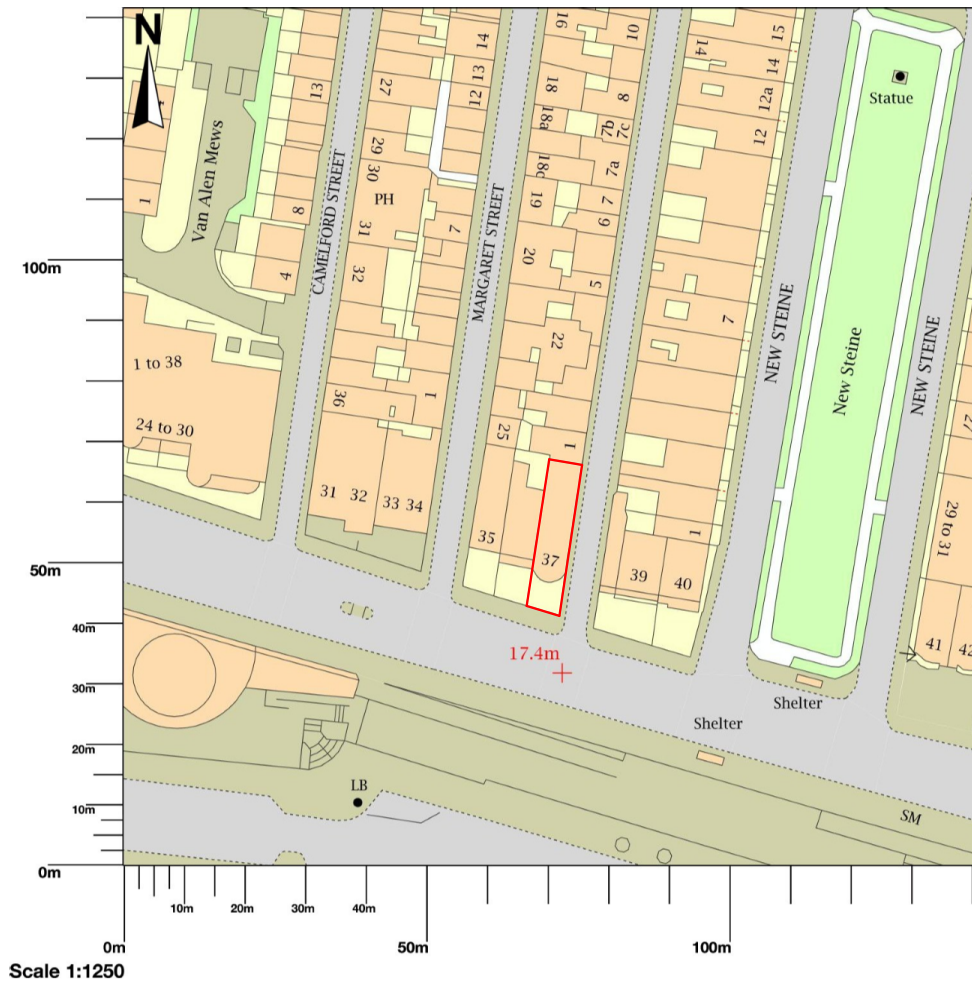 N
16
10
14
15
14
13
12
27
18
8
14
12a
Statue
13
Van Alen Mews
CAMELFORD STREET
29
30
18a
7b
7c
12
1
PH
18c
7a
8
31
7
MARGARET STREET
19
7
6
100m
4
32
20
5
NEW STEINE
7
New Steine
NEW STEINE
1 to 38
22
24 to 30
36
1
25
1
27
31
32
33
34
35
37
1
29 to 31
50m
39
40
40m
17.4m
41
42
30m
Shelter
20m
Shelter
LB
10m
SM
0m
10m
20m
30m
40m
0m
50m
100m
Scale 1:1250